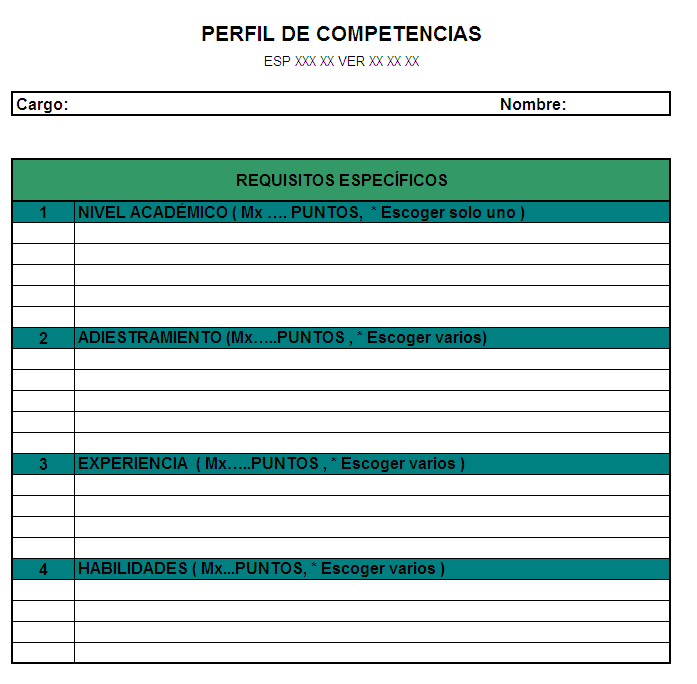 PERFIL DE COMPETENCIAS
ESP XXX XX VER XX XX XX
Cargo: Nombre:
REQUISITOS ESPECÍFICOS
1 NIVEL ACADÉMICO ( Mx …. PUNTOS, * Escoger solo uno )
2 ADIESTRAMIENTO (Mx…..PUNTOS , * Escoger varios)
3 EXPERIENCIA ( Mx…..PUNTOS , * Escoger varios )
4 HABILIDADES ( Mx...PUNTOS, * Escoger varios )